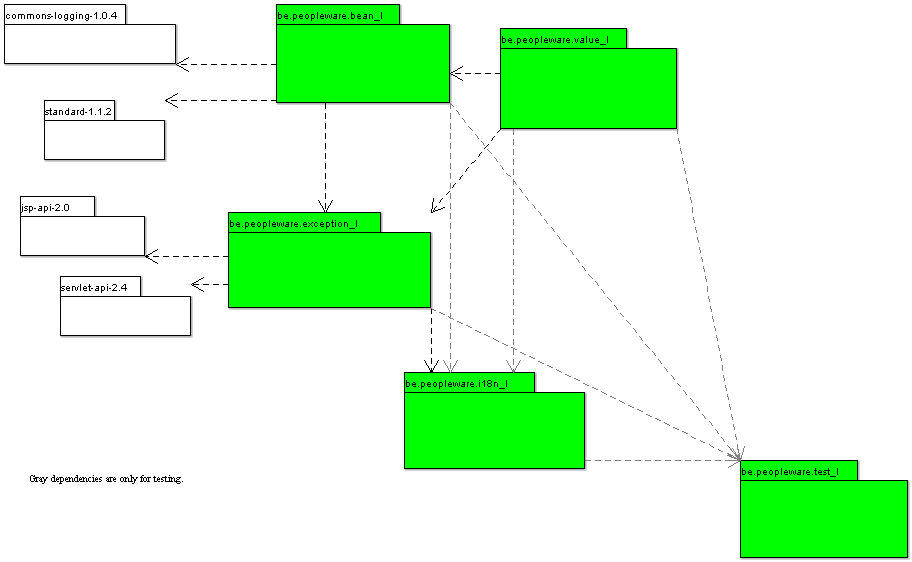 commons-logging-1.0.4
be.peopleware.bean_I
be.peopleware.value_I
standard-1.1.2
jsp-api-2.0
be.peopleware.exception_I
servlet-api-2.4
be.peopleware.i18n_I
be.peopleware.test_I
Gray dependencies are only for testing.